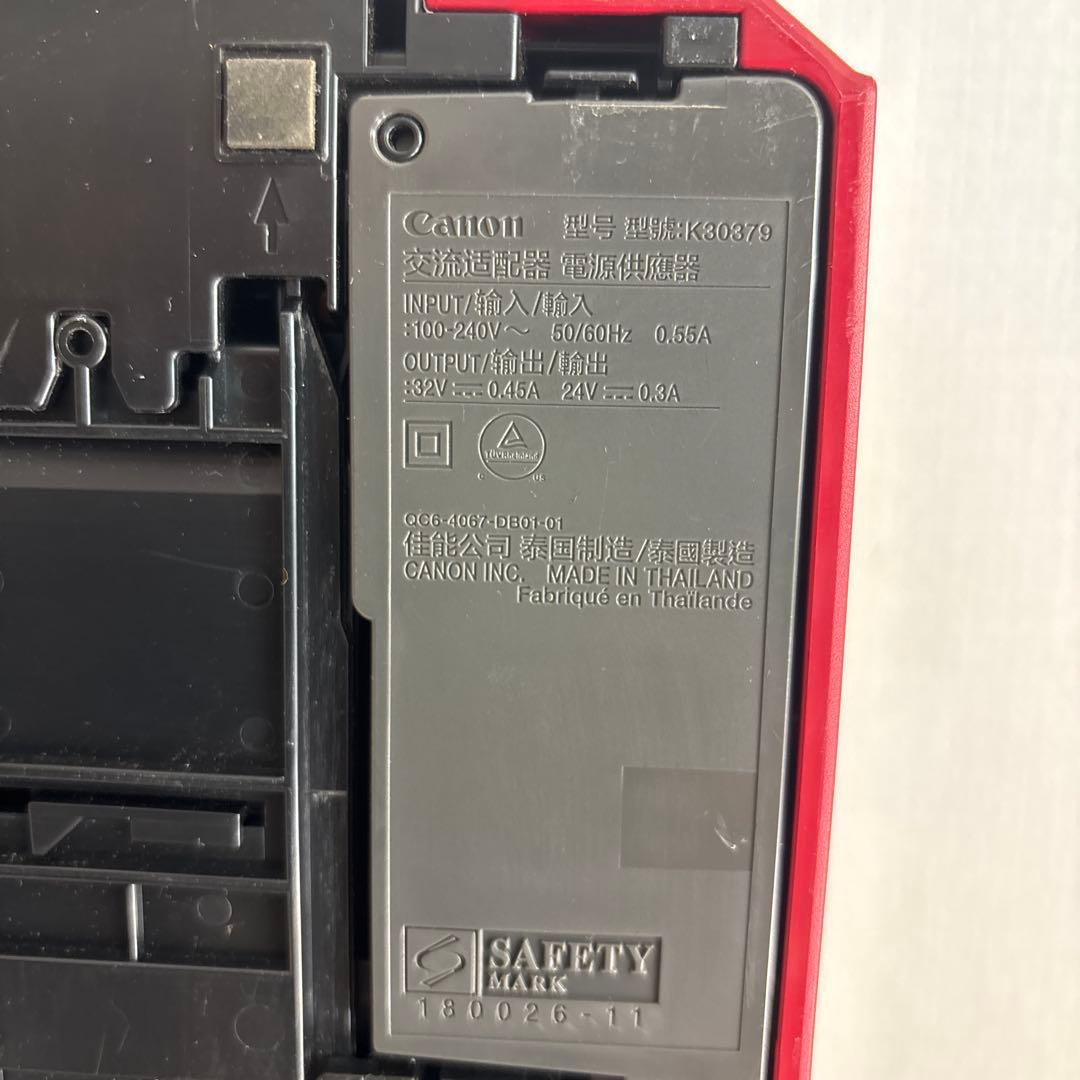 Canon 型号 型號:K30379
交流适配器 電源供應器
INPUT/输入/輸入
:100-240V～ 50/60Hz 0.55A
OUTPUT/输出/輸出
:32V⎓0.45A 24V⎓0.3A
TÜVRheinland
c us
QC6-4067-DB01-01
佳能公司 泰国制造/泰國製造
CANON INC. MADE IN THAILAND
Fabriqué en Thaïlande
SAFETY
MARK
180026-11